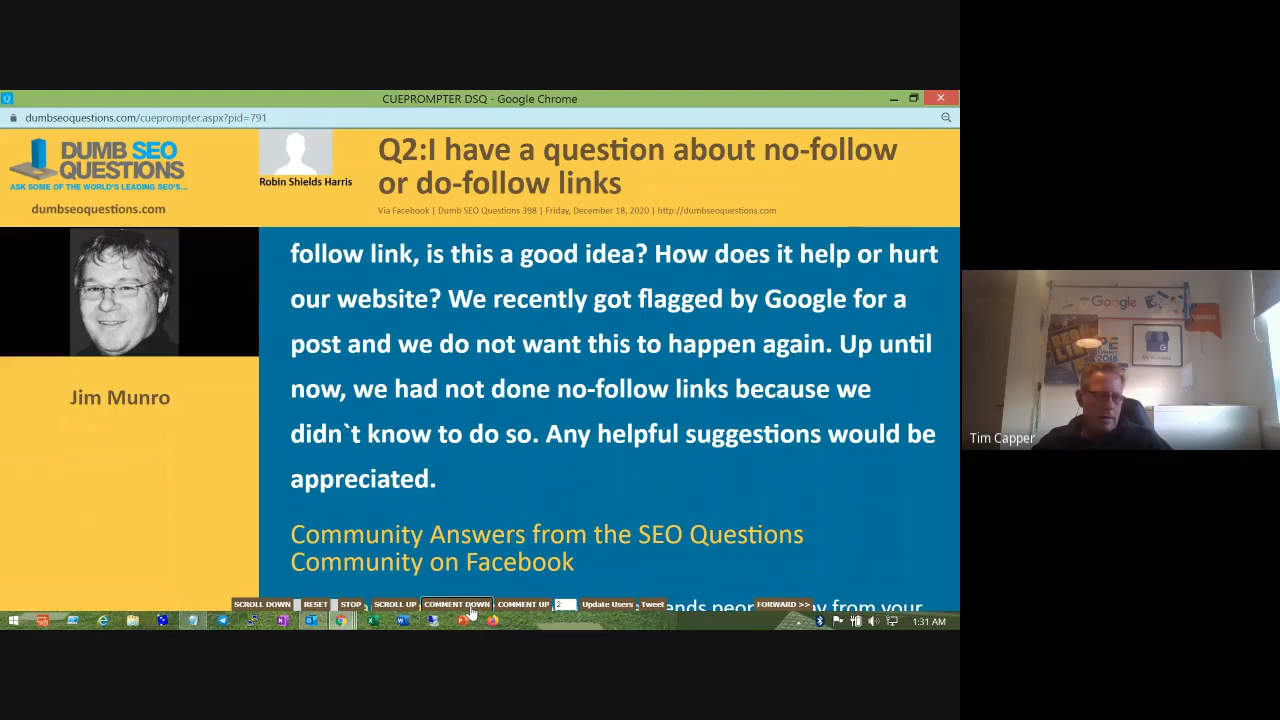 CUEPROMPTER DSQ - Google Chrome
dumbseoquestions.com/cueprompter.aspx?pid=791
DUMB SEO
QUESTIONS
ASK SOME OF THE WORLD'S LEADING SEO'S...
dumbseoquestions.com
Robin Shields Harris
Q2:I have a question about no-follow
or do-follow links
Via Facebook | Dumb SEO Questions 398 | Friday, December 18, 2020 | http://dumbseoquestions.com
Jim Munro
follow link, is this a good idea? How does it help or hurt
our website? We recently got flagged by Google for a
post and we do not want this to happen again. Up until
now, we had not done no-follow links because we
didn`t know to do so. Any helpful suggestions would be
appreciated.
Community Answers from the SEO Questions
Community on Facebook
SCROLL DOWN RESET STOP SCROLL UP COMMENT DOWN COMMENT UP 2 Update Users Tweet FORWARD >>
from your
1:31 AM
Google
Tim Capper